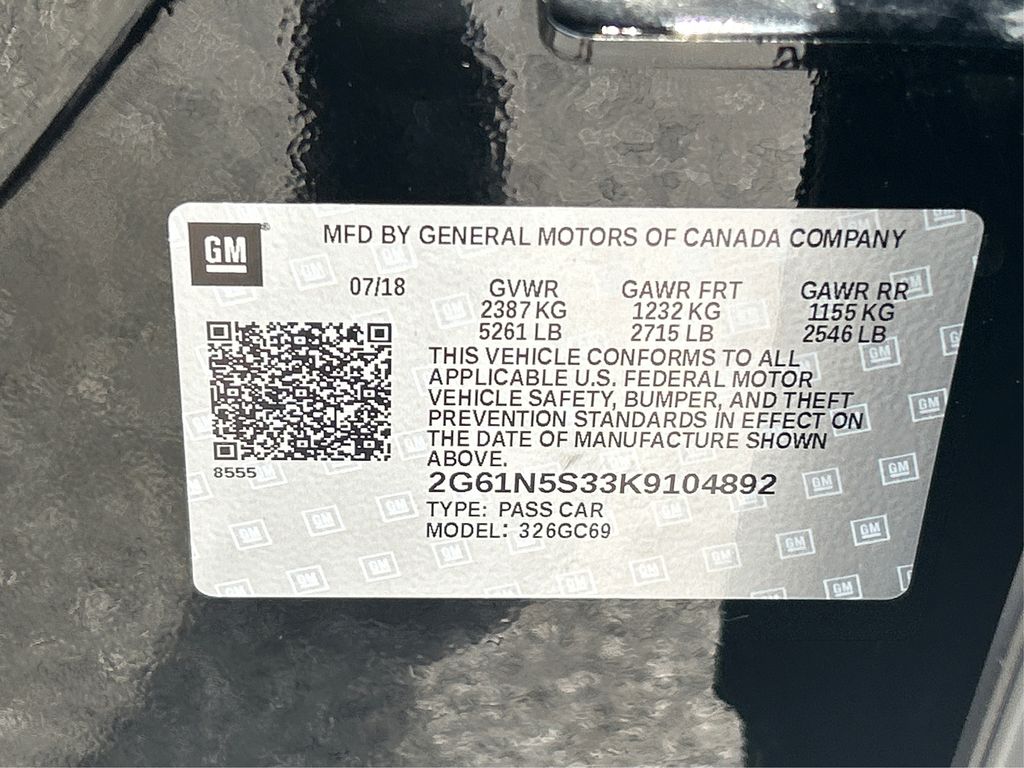 GM
MFD BY GENERAL MOTORS OF CANADA COMPANY
07/18
GVWR
2387 KG
5261 LB
GAWR FRT
1232 KG
2715 LB
GAWR RR
1155 KG
2546 LB
THIS VEHICLE CONFORMS TO ALL
APPLICABLE U.S. FEDERAL MOTOR
VEHICLE SAFETY, BUMPER, AND THEFT
PREVENTION STANDARDS IN EFFECT ON
THE DATE OF MANUFACTURE SHOWN
ABOVE.
8555
2G61N5S33K9104892
TYPE: PASS CAR
MODEL: 326GC69